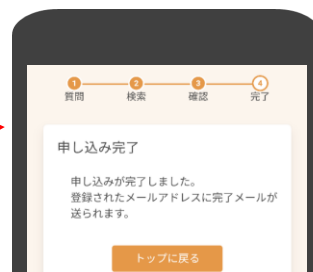 1 2 3 4
質問 検索 確認 完了
申し込み完了
申し込みが完了しました。
登録されたメールアドレスに完了メールが
送られます。
トップに戻る